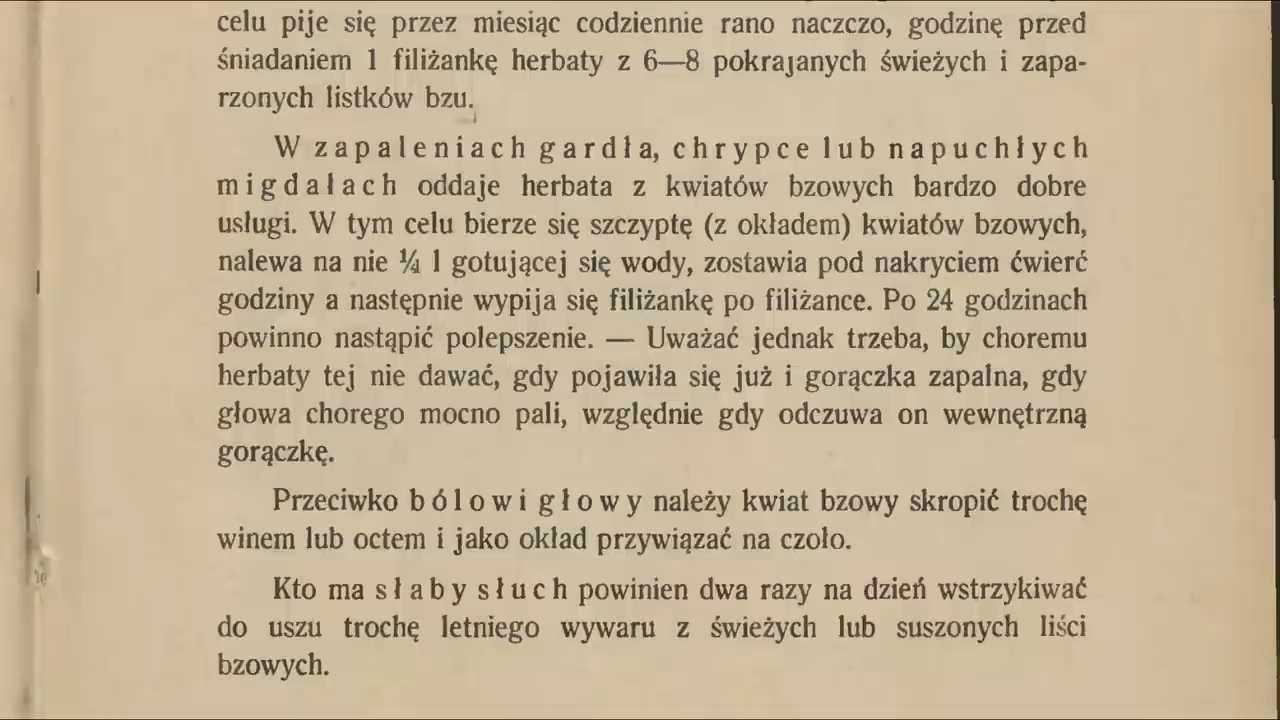 celu pije się przez miesiąc codziennie rano naczczo, godzinę przed
śniadaniem 1 filiżankę herbaty z 6—8 pokrajanych świeżych i zapa-
rzonych listków bzu.
W zapaleniach gardła, chrypce lub napuchłych
migdałach oddaje herbata z kwiatów bzowych bardzo dobre
usługi. W tym celu bierze się szczyptę (z okładem) kwiatów bzowych,
nalewa na nie ¼ l gotującej się wody, zostawia pod nakryciem ćwierć
godziny a następnie wypija się filiżankę po filiżance. Po 24 godzinach
powinno nastąpić polepszenie. — Uważać jednak trzeba, by choremu
herbaty tej nie dawać, gdy pojawiła się już i gorączka zapalna, gdy
głowa chorego mocno pali, względnie gdy odczuwa on wewnętrzną
gorączkę.
Przeciwko bólowi głowy należy kwiat bzowy skropić trochę
winem lub octem i jako okład przywiązać na czoło.
Kto ma słaby słuch powinien dwa razy na dzień wstrzykiwać
do uszu trochę letniego wywaru z świeżych lub suszonych liści
bzowych.